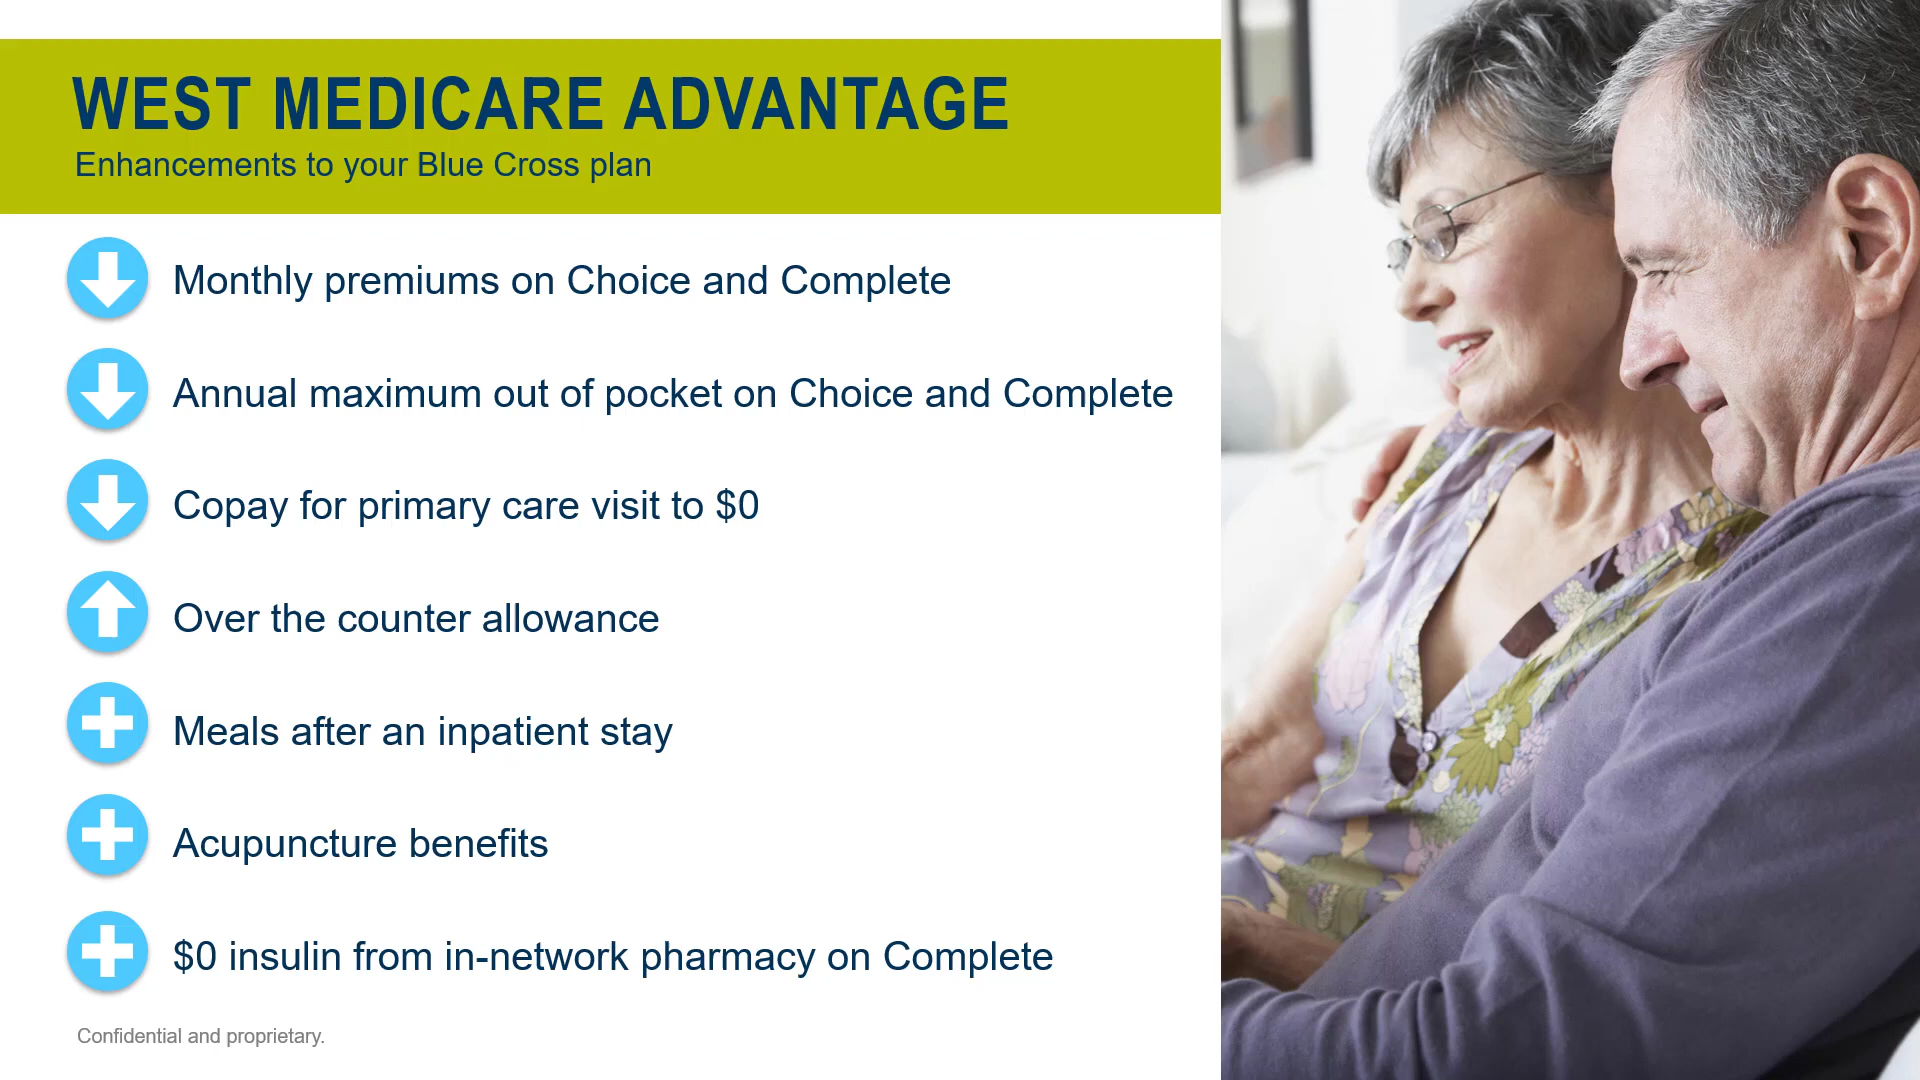 WEST MEDICARE ADVANTAGE
Enhancements to your Blue Cross plan
Monthly premiums on Choice and Complete
Annual maximum out of pocket on Choice and Complete
Copay for primary care visit to $0
Over the counter allowance
Meals after an inpatient stay
Acupuncture benefits
$0 insulin from in-network pharmacy on Complete
Confidential and proprietary.